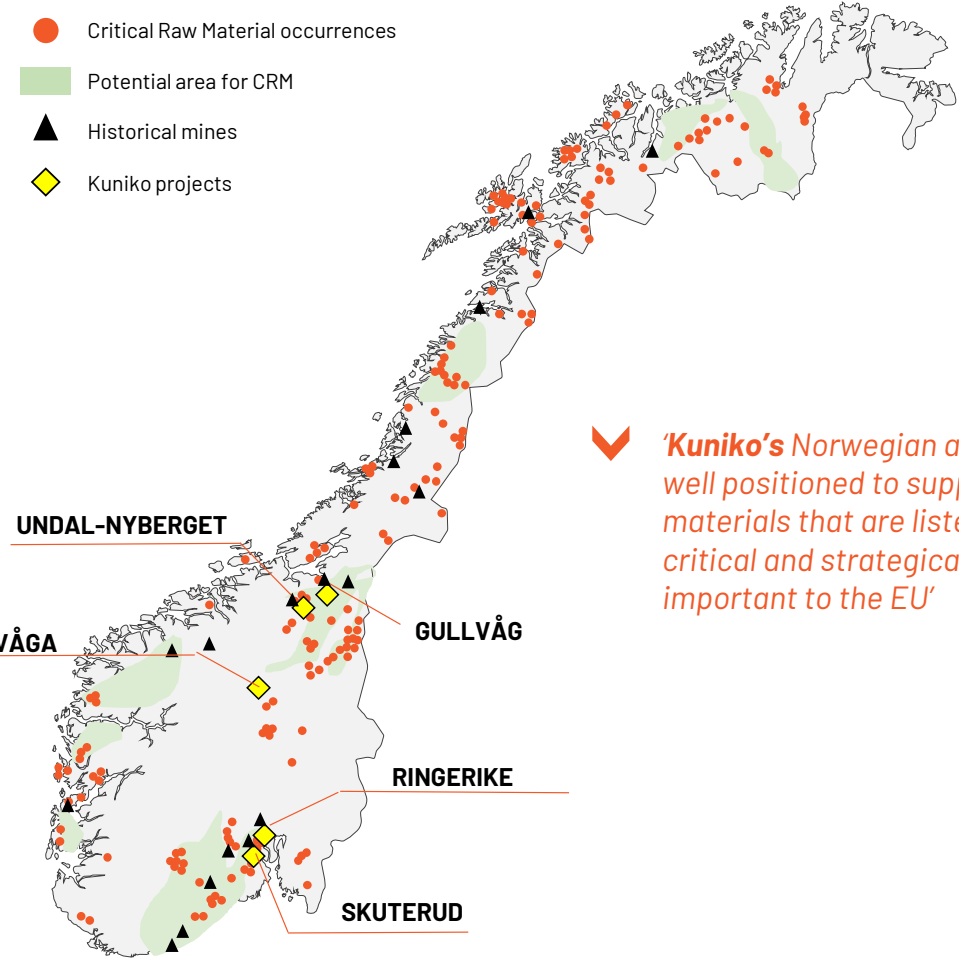 Critical Raw Material occurrences
Potential area for CRM
Historical mines
Kuniko projects
'Kuniko's Norwegian a
well positioned to sup
materials that are liste
critical and strategica
important to the EU'
UNDAL-NYBERGET
GULLVÅG
VÅGA
RINGERIKE
SKUTERUD